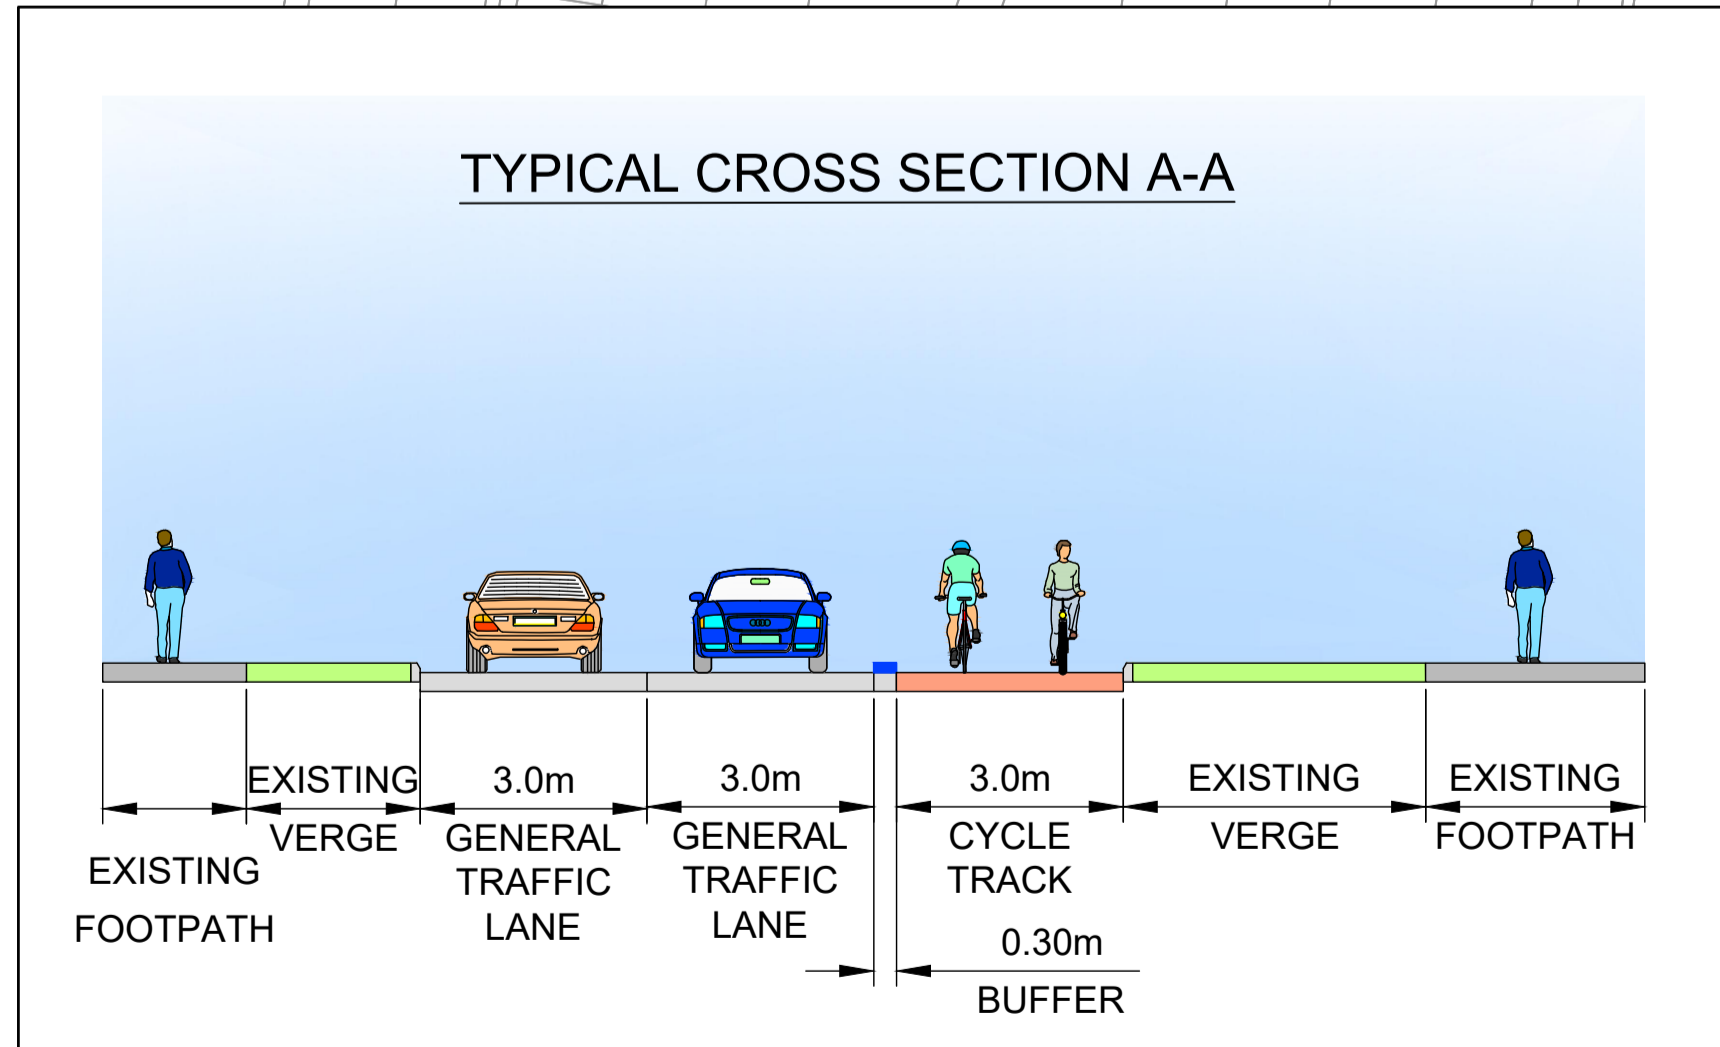 TYPICAL CROSS SECTION A-A
EXISTING
FOOTPATH
EXISTING
VERGE
3.0m
GENERAL
TRAFFIC
LANE
3.0m
GENERAL
TRAFFIC
LANE
3.0m
CYCLE
TRACK
0.30m
BUFFER
EXISTING
VERGE
EXISTING
FOOTPATH